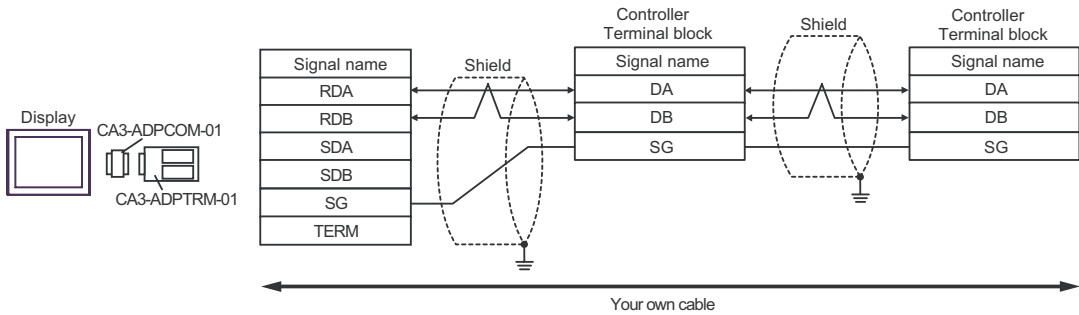 Display
CA3-ADPCOM-01
CA3-ADPTRM-01
Signal name
RDA
RDB
SDA
SDB
SG
TERM
Shield
Controller
Terminal block
Signal name
DA
DB
SG
Shield
Controller
Terminal block
Signal name
DA
DB
SG
Your own cable